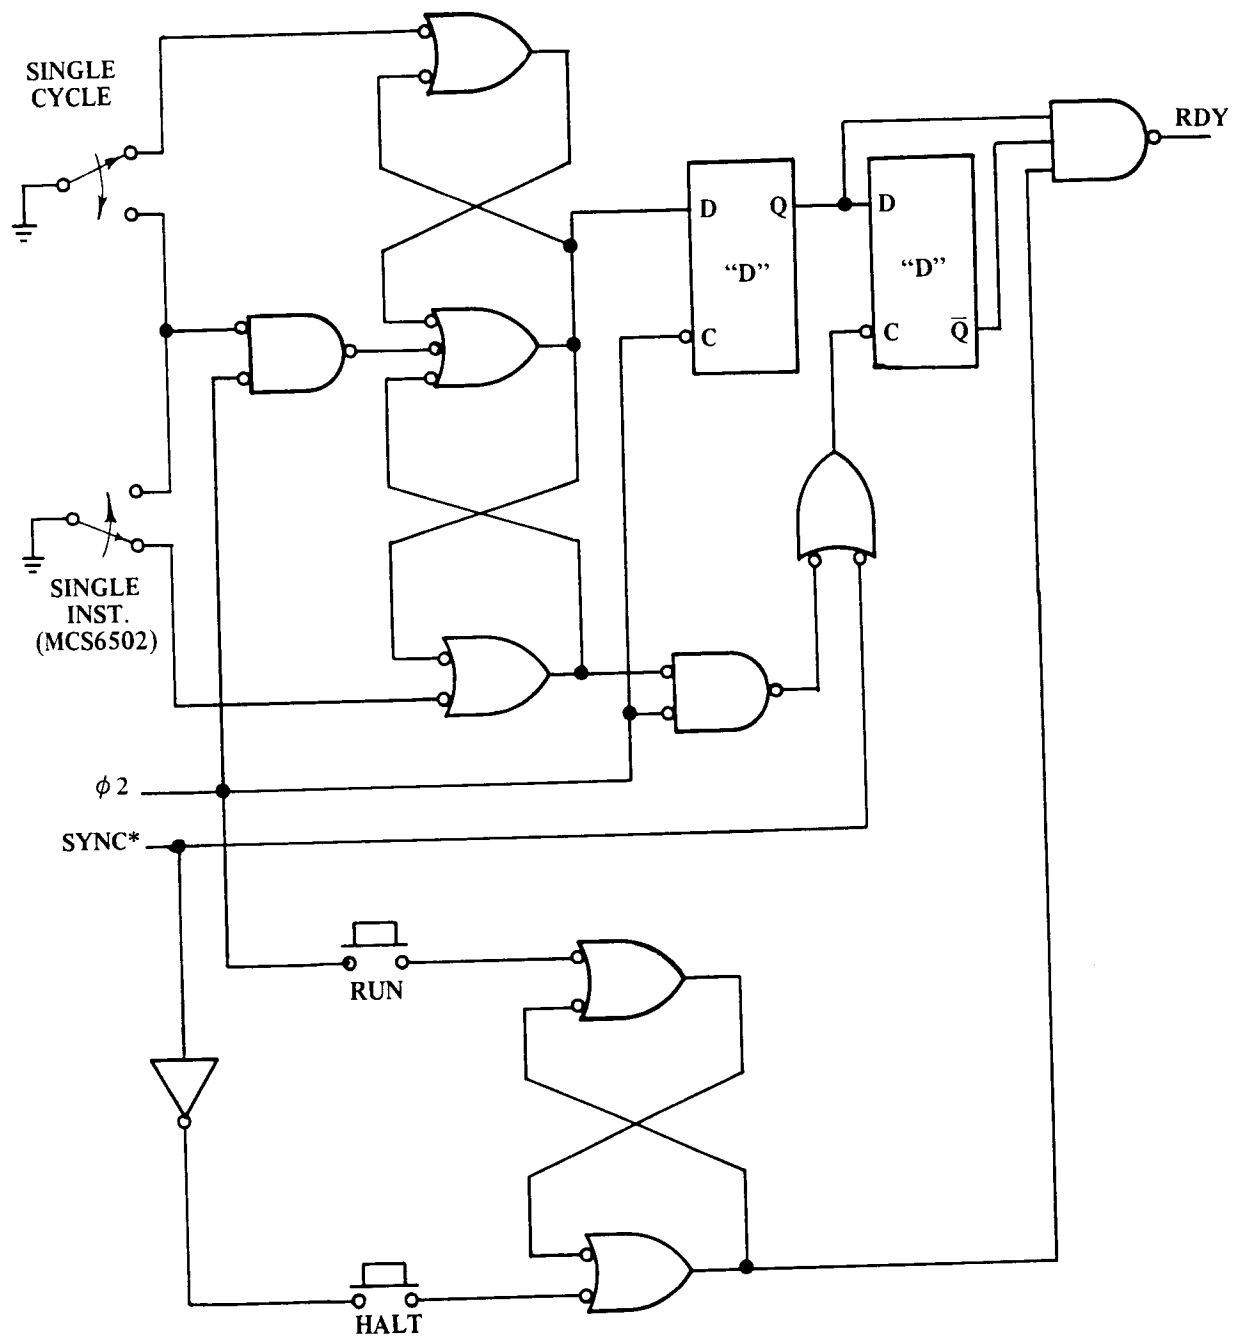 SINGLE
CYCLE
RDY
D
Q
"D"
C
D
"D"
C
Q̅
SINGLE
INST.
(MCS6502)
ϕ2
SYNC*
RUN
HALT